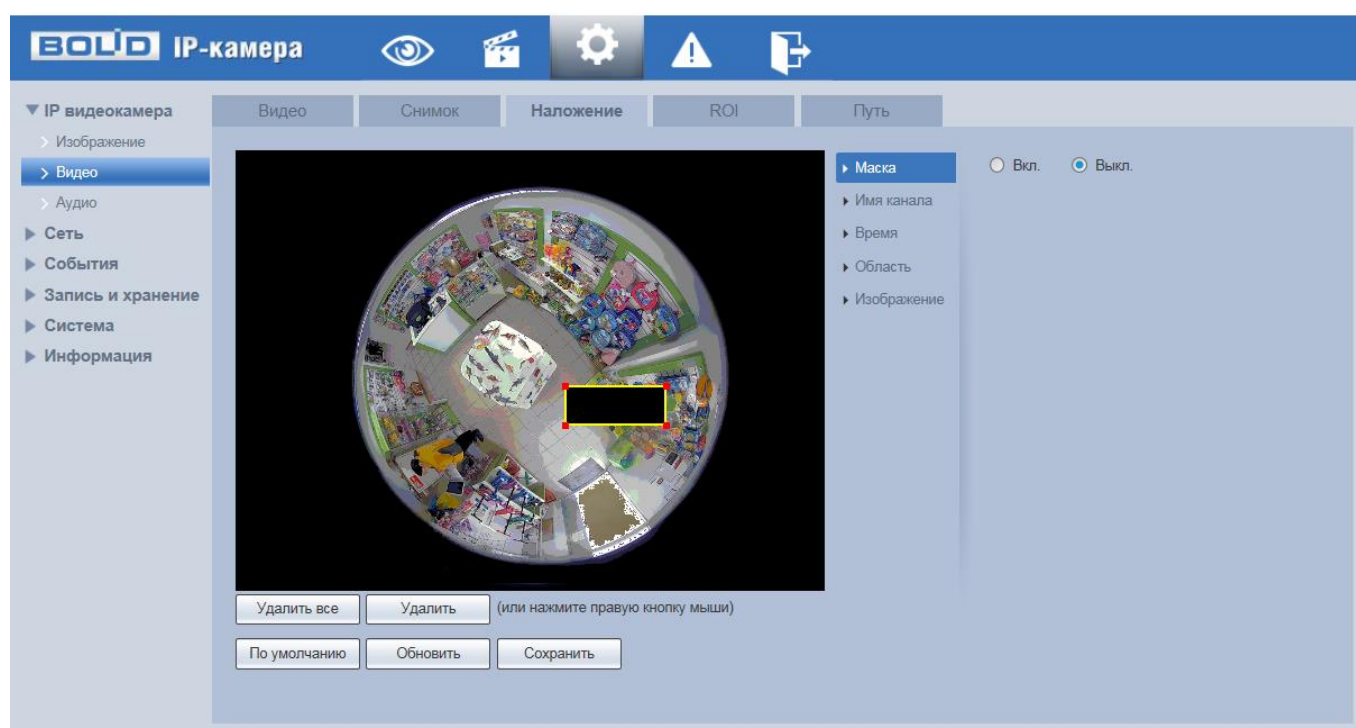 BOLID IP-камера
IP видеокамера
Изображение
Видео
Аудио
Сеть
События
Запись и хранение
Система
Информация
Видео Снимок Наложение ROI Путь
Маска
Имя канала
Время
Область
Изображение
Вкл. Выкл.
Удалить все Удалить (или нажмите правую кнопку мыши)
По умолчанию Обновить Сохранить